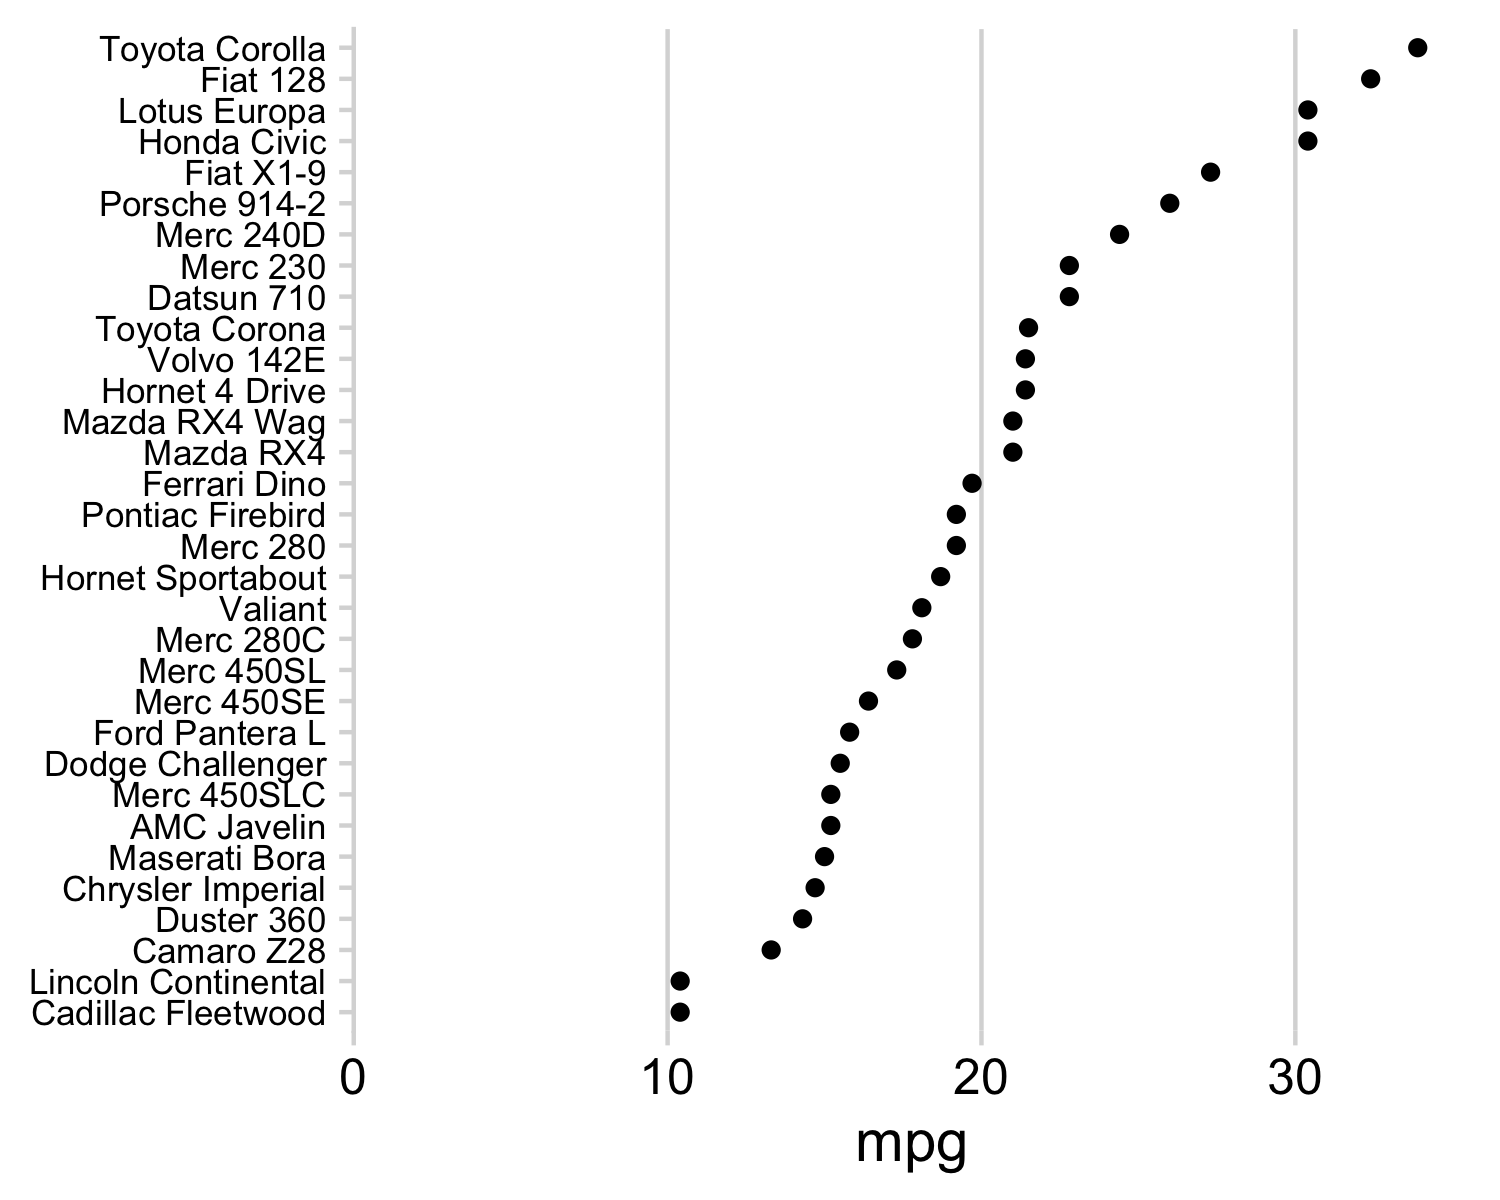 Toyota Corolla
Fiat 128
Lotus Europa
Honda Civic
Fiat X1-9
Porsche 914-2
Merc 240D
Merc 230
Datsun 710
Toyota Corona
Volvo 142E
Hornet 4 Drive
Mazda RX4 Wag
Mazda RX4
Ferrari Dino
Pontiac Firebird
Merc 280
Hornet Sportabout
Valiant
Merc 280C
Merc 450SL
Merc 450SE
Ford Pantera L
Dodge Challenger
Merc 450SLC
AMC Javelin
Maserati Bora
Chrysler Imperial
Duster 360
Camaro Z28
Lincoln Continental
Cadillac Fleetwood
0 10 20 30
mpg